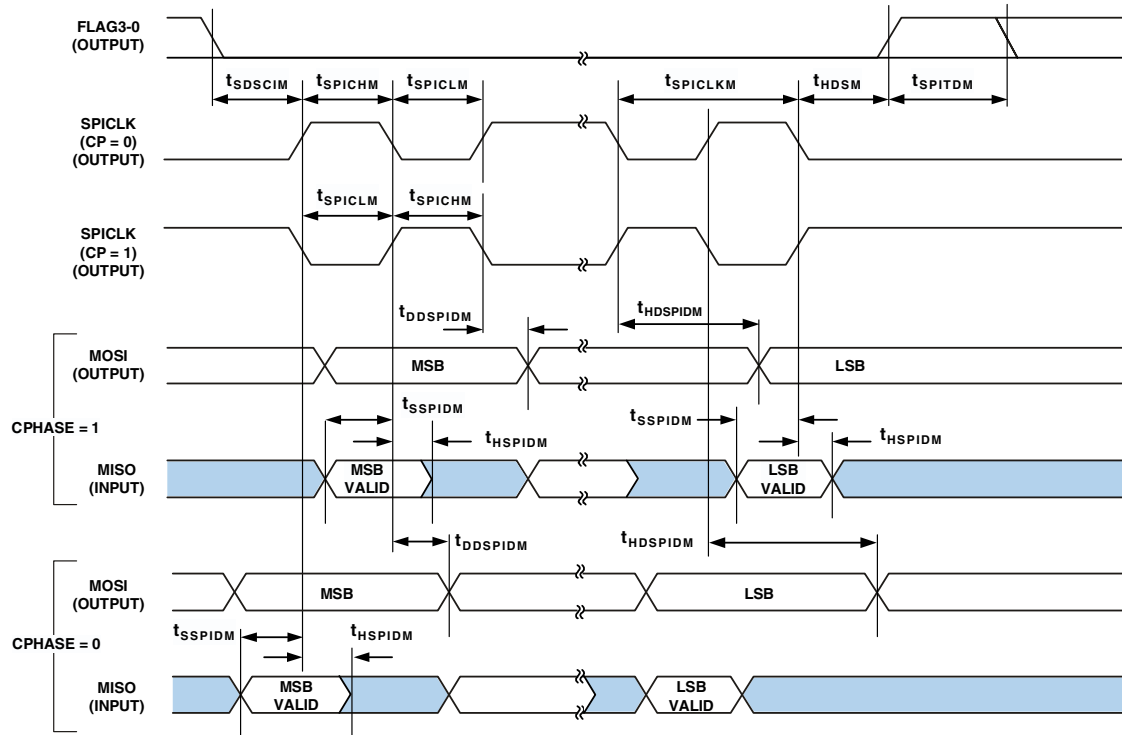 FLAG3-0
(OUTPUT)
tSDSCIM tSPICHM tSPICLM tSPICLKM tHDSM tSPITDM
SPICLK
(CP = 0)
(OUTPUT)
tSPICLM tSPICHM
SPICLK
(CP = 1)
(OUTPUT)
tDDSPIDM tHDSPIDM
MOSI
(OUTPUT)
MSB LSB
CPHASE = 1
tSSPIDM tHSPIDM tSSPIDM tHSPIDM
MISO
(INPUT)
MSB
VALID
LSB
VALID
tDDSPIDM tHDSPIDM
MOSI
(OUTPUT)
MSB LSB
CPHASE = 0
tSSPIDM tHSPIDM
MISO
(INPUT)
MSB
VALID
LSB
VALID